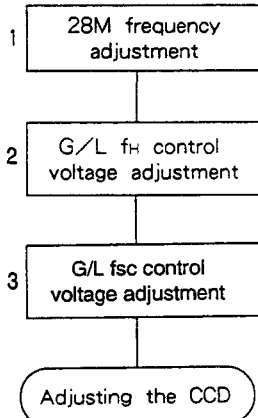 1
28M frequency
adjustment
2
G/L fH control
voltage adjustment
3
G/L fsc control
voltage adjustment
Adjusting the CCD